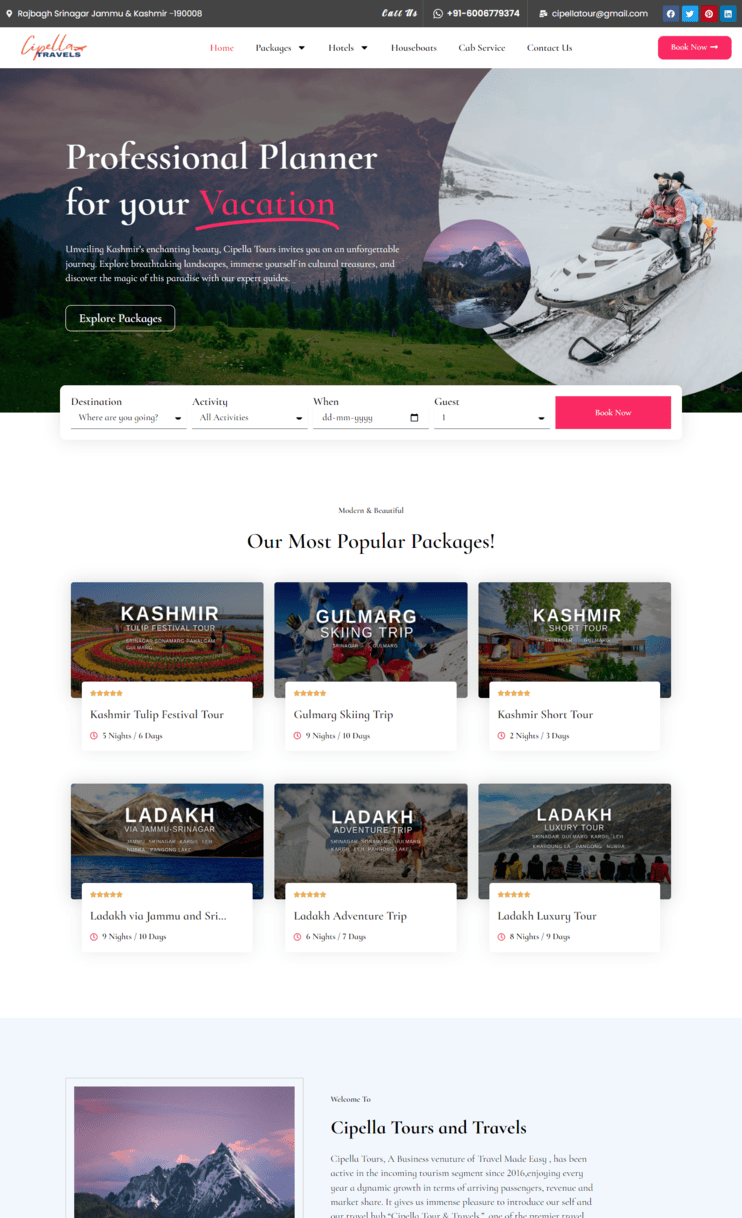 Rajbagh Srinagar Jammu & Kashmir -190008
Call Us
+91-6006779374
cipellatour@gmail.com
Cipella
TRAVELS
Home
Packages
Hotels
Houseboats
Cab Service
Contact Us
Book Now
Professional Planner
for your Vacation
Unveiling Kashmir's enchanting beauty, Cipella Tours invites you on an unforgettable
journey. Explore breathtaking landscapes, immerse yourself in cultural treasures, and
discover the magic of this paradise with our expert guides.
Explore Packages
Destination
Activity
When
Guest
Where are you going?
All Activities
dd-mm-yyyy
1
Book Now
Modern & Beautiful
Our Most Popular Packages!
KASHMIR
TULIP FESTIVAL TOUR
SRINAGAR SONAMARG PAHALGAM
GULMARG
Kashmir Tulip Festival Tour
5 Nights / 6 Days
GULMARG
SKIING TRIP
SRINAGAR GULMARG
Gulmarg Skiing Trip
9 Nights / 10 Days
KASHMIR
SHORT TOUR
SRINAGAR GULMARG
Kashmir Short Tour
2 Nights / 3 Days
LADAKH
VIA JAMMU-SRINAGAR
JAMMU SRINAGAR KARGIL LEH
NUBRA PANGONG LAKE
Ladakh via Jammu and Sri...
9 Nights / 10 Days
LADAKH
ADVENTURE TRIP
SRINAGAR SONAMARG GULMARG
KARGIL LEH PANGONG LAKE
Ladakh Adventure Trip
6 Nights / 7 Days
LADAKH
LUXURY TOUR
SRINAGAR GULMARG KARGIL LEH
KHARDUNG LA PANGONG NUBRA
Ladakh Luxury Tour
8 Nights / 9 Days
Welcome To
Cipella Tours and Travels
Cipella Tours, A Business venuture of Travel Made Easy , has been
active in the incoming tourism segment since 2016,enjoying every
year a dynamic growth in terms of arriving passengers, revenue and
market share. It gives us immense pleasure to introduce our self and
our travel hub "Cipella Tour & Travels ", one of the premier travel